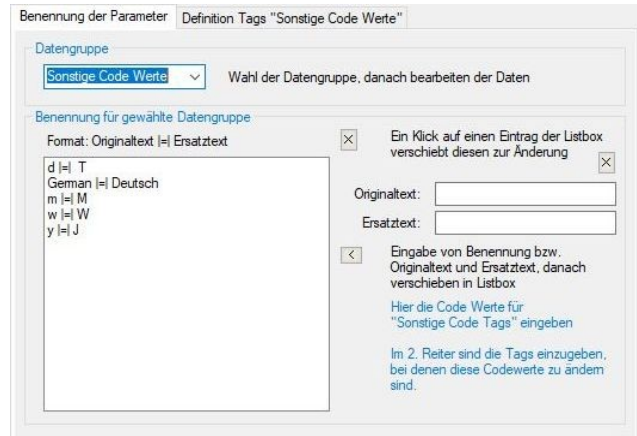 Benennung der Parameter
Definition Tags "Sonstige Code Werte"
Datengruppe
Sonstige Code Werte
Wahl der Datengruppe, danach bearbeiten der Daten
Benennung für gewählte Datengruppe
Format: Originaltext |=| Ersatztext
d |=| T
German |=| Deutsch
m |=| M
w |=| W
y |=| J
X
Ein Klick auf einen Eintrag der Listbox
verschiebt diesen zur Änderung
X
Originaltext:
Ersatztext:
<
Eingabe von Benennung bzw.
Originaltext und Ersatztext, danach
verschieben in Listbox
Hier die Code Werte für
"Sonstige Code Tags" eingeben
Im 2. Reiter sind die Tags einzugeben,
bei denen diese Codewerte zu ändern
sind.